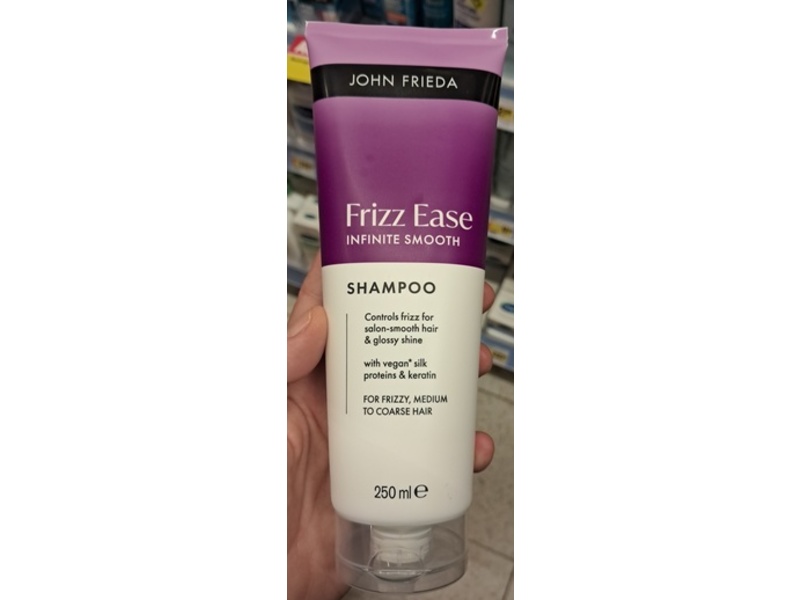 JOHN FRIEDA
Frizz Ease
INFINITE SMOOTH
SHAMPOO
Controls frizz for
salon-smooth hair
& glossy shine
with vegan* silk
proteins & keratin
FOR FRIZZY, MEDIUM
TO COARSE HAIR
250 ml ℮